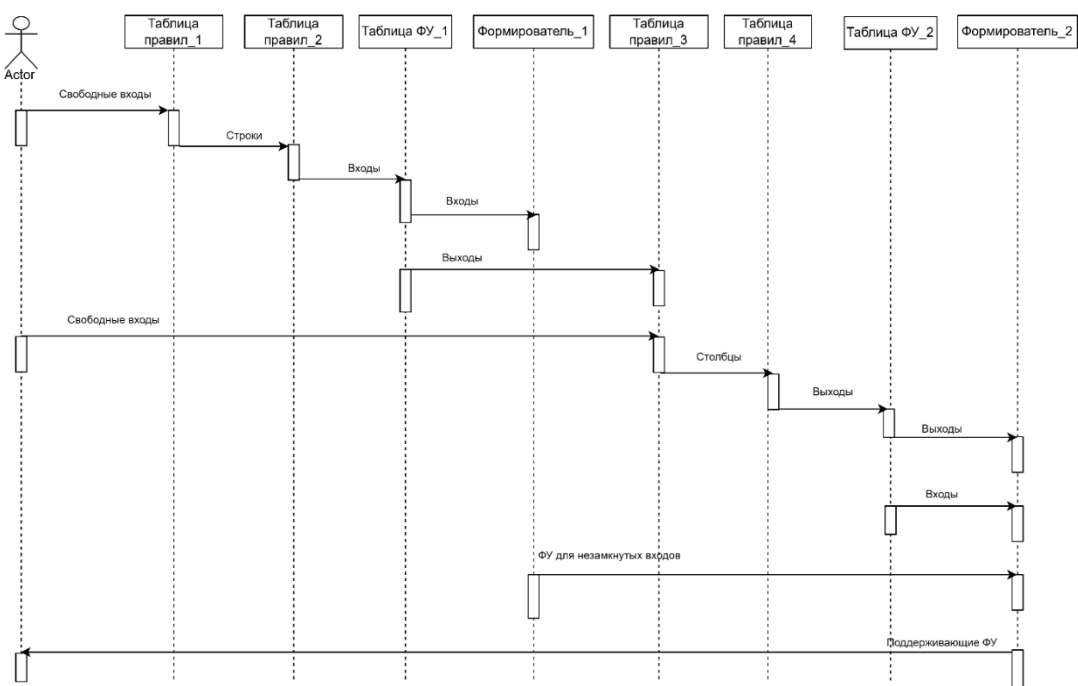 Actor
Таблица
правил_1
Таблица
правил_2
Таблица ФУ_1
Формирователь_1
Таблица
правил_3
Таблица
правил_4
Таблица ФУ_2
Формирователь_2
Свободные входы
Строки
Входы
Входы
Выходы
Свободные входы
Столбцы
Выходы
Выходы
Входы
ФУ для незамкнутых входов
Поддерживающие ФУ